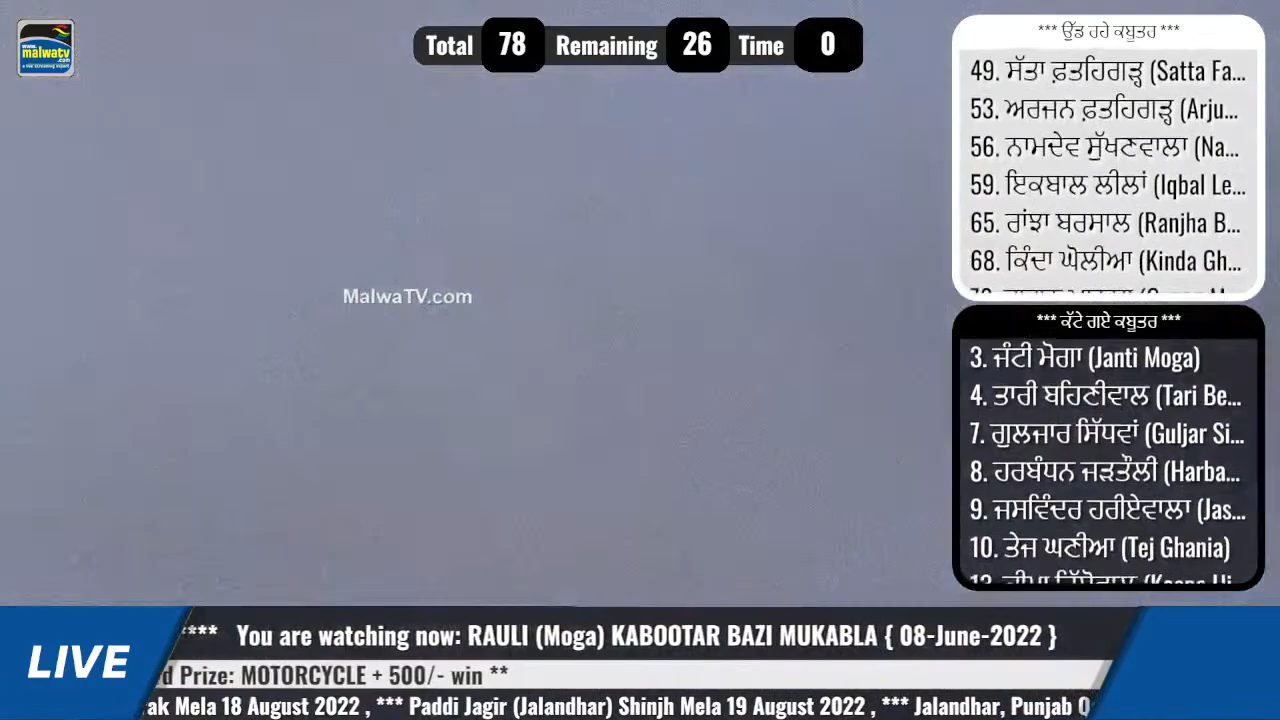 www.
malwatv
.com
Total 78 Remaining 26 Time 0
*** ਉੱਡ ਰਹੇ ਕਬੂਤਰ ***
49. ਸੱਤਾ ਫ਼ਤਹਿਗੜ੍ਹ (Satta Fa...
53. ਅਰਜਨ ਫ਼ਤਹਿਗੜ੍ਹ (Arju...
56. ਨਾਮਦੇਵ ਸੁੱਖਣਵਾਲਾ (Na...
59. ਇਕਬਾਲ ਲੀਲਾਂ (Iqbal Le...
65. ਰਾਂਝਾ ਬਰਸਾਲ (Ranjha B...
68. ਕਿੰਦਾ ਘੋਲੀਆ (Kinda Gh...
MalwaTV.com
*** ਕੱਟੇ ਗਏ ਕਬੂਤਰ ***
3. ਜੰਟੀ ਮੋਗਾ (Janti Moga)
4. ਤਾਰੀ ਬਹਿਣੀਵਾਲ (Tari Be...
7. ਗੁਲਜਾਰ ਸਿੱਧਵਾਂ (Guljar Si...
8. ਹਰਬੰਧਨ ਜੜਤੌਲੀ (Harba...
9. ਜਸਵਿੰਦਰ ਹਰੀਏਵਾਲਾ (Jas...
10. ਤੇਜ ਘਣੀਆ (Tej Ghania)
LIVE
**** You are watching now: RAULI (Moga) KABOOTAR BAZI MUKABLA { 08-June-2022 }
d Prize: MOTORCYCLE + 500/- win **
ak Mela 18 August 2022 , *** Paddi Jagir (Jalandhar) Shinjh Mela 19 August 2022 , *** Jalandhar, Punjab